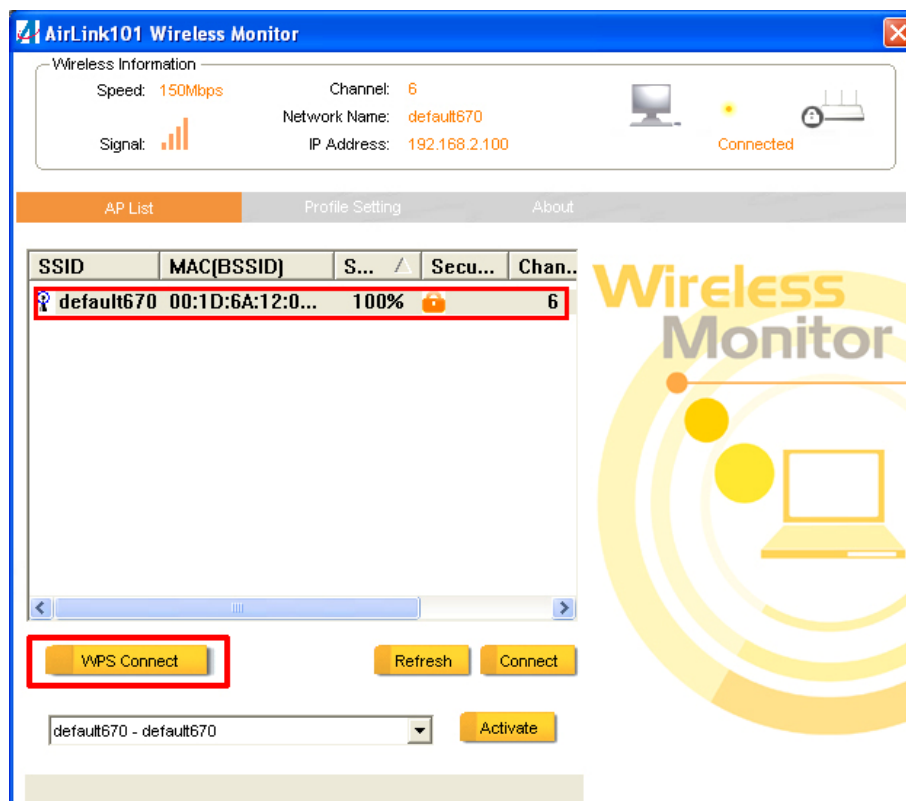 AirLink101 Wireless Monitor
Wireless Information
Speed: 150Mbps
Channel: 6
Network Name: default670
Signal:
IP Address: 192.168.2.100
Connected
AP List
Profile Setting
About
SSID MAC(BSSID) S... Secu... Chan..
default670 00:1D:6A:12:0... 100% 6
Wireless
Monitor
WPS Connect
Refresh
Connect
default670 - default670
Activate